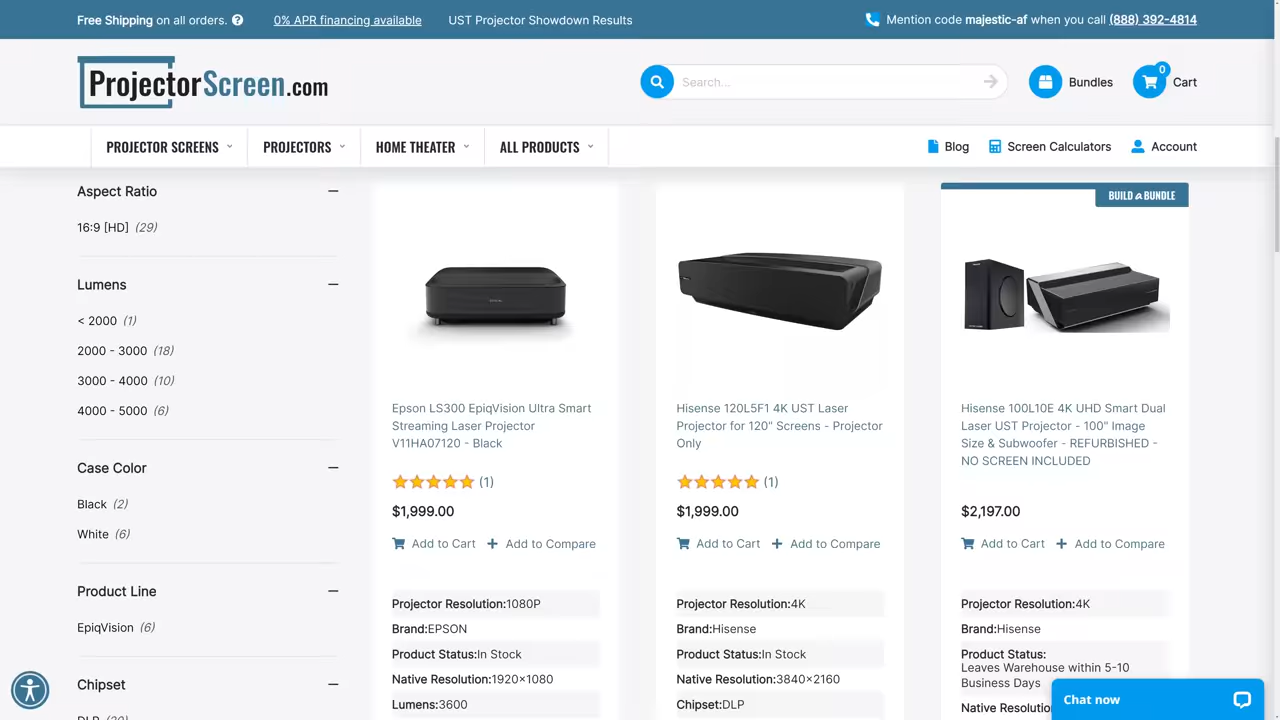 Free Shipping on all orders.
0% APR financing available
UST Projector Showdown Results
Mention code majestic-af when you call (888) 392-4814
ProjectorScreen.com
Search...
Bundles
0
Cart
PROJECTOR SCREENS
PROJECTORS
HOME THEATER
ALL PRODUCTS
Blog
Screen Calculators
Account
Aspect Ratio
16:9 [HD] (29)
Lumens
< 2000 (1)
2000 - 3000 (18)
3000 - 4000 (10)
4000 - 5000 (6)
Case Color
Black (2)
White (6)
Product Line
EpiqVision (6)
Chipset
EPSON
Epson LS300 EpiqVision Ultra Smart
Streaming Laser Projector
V11HA07120 - Black
(1)
$1,999.00
Add to Cart
Add to Compare
Projector Resolution:1080P
Brand:EPSON
Product Status:In Stock
Native Resolution:1920x1080
Lumens:3600
Hisense 120L5F1 4K UST Laser
Projector for 120" Screens - Projector
Only
(1)
$1,999.00
Add to Cart
Add to Compare
Projector Resolution:4K
Brand:Hisense
Product Status:In Stock
Native Resolution:3840x2160
Chipset:DLP
BUILD a BUNDLE
Hisense 100L10E 4K UHD Smart Dual
Laser UST Projector - 100" Image
Size & Subwoofer - REFURBISHED -
NO SCREEN INCLUDED
$2,197.00
Add to Cart
Add to Compare
Projector Resolution:4K
Brand:Hisense
Product Status:
Leaves Warehouse within 5-10
Business Days
Native Resolution
Chat now